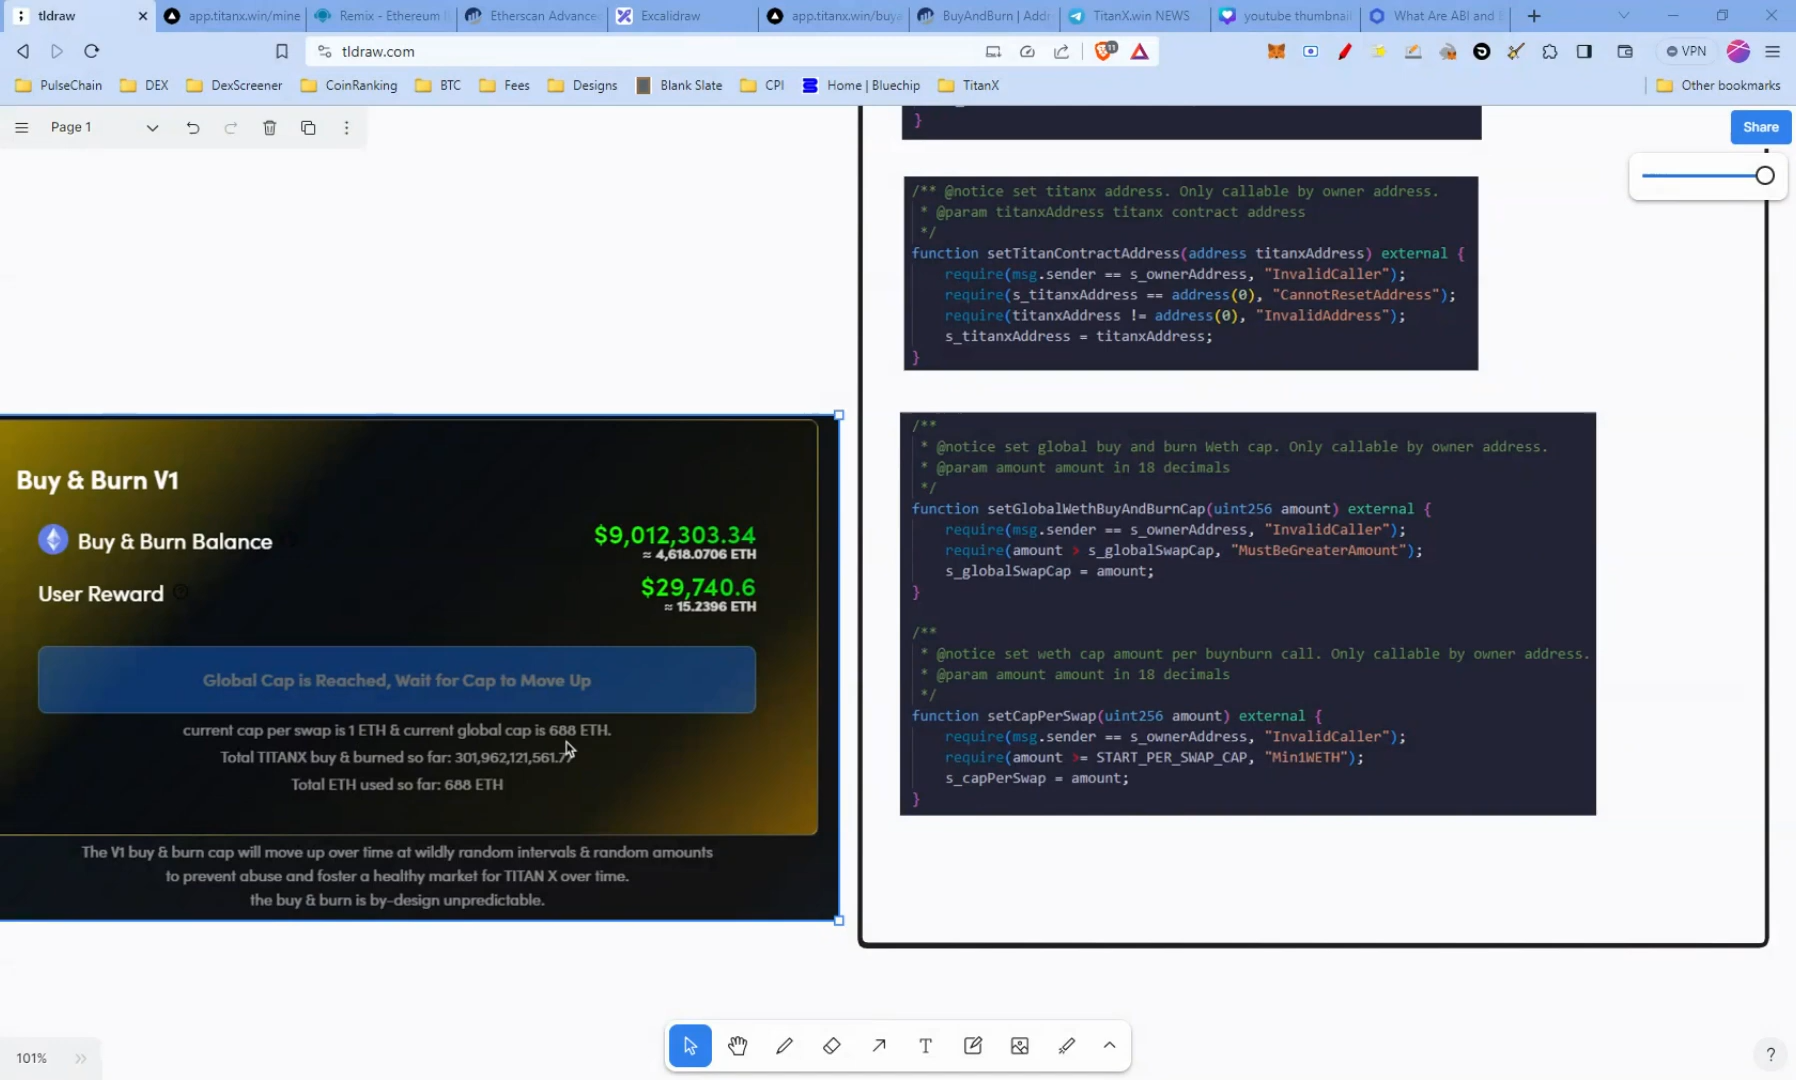 tldraw
app.titanx.win/mine
Remix - Ethereum I
Etherscan Advance
Excalidraw
app.titanx.win/buya
BuyAndBurn | Addr
TitanX.win NEWS
youtube thumbnail
What Are ABI and
tldraw.com
11
VPN
PulseChain
DEX
DexScreener
CoinRanking
BTC
Fees
Designs
Blank Slate
CPI
Home | Bluechip
TitanX
Other bookmarks
Page 1
Share
}
/** @notice set titanx address. Only callable by owner address.
* @param titanxAddress titanx contract address
*/
function setTitanContractAddress(address titanxAddress) external {
require(msg.sender == s_ownerAddress, "InvalidCaller");
require(s_titanxAddress == address(0), "CannotResetAddress");
require(titanxAddress != address(0), "InvalidAddress");
s_titanxAddress = titanxAddress;
}
Buy & Burn V1
Buy & Burn Balance
$9,012,303.34
≈ 4,618.0706 ETH
User Reward
$29,740.6
≈ 15.2396 ETH
Global Cap is Reached, Wait for Cap to Move Up
current cap per swap is 1 ETH & current global cap is 688 ETH.
Total TITANX buy & burned so far: 301,962,121,561.7
Total ETH used so far: 688 ETH
The V1 buy & burn cap will move up over time at wildly random intervals & random amounts
to prevent abuse and foster a healthy market for TITAN X over time.
the buy & burn is by-design unpredictable.
/**
* @notice set global buy and burn Weth cap. Only callable by owner address.
* @param amount amount in 18 decimals
*/
function setGlobalWethBuyAndBurnCap(uint256 amount) external {
require(msg.sender == s_ownerAddress, "InvalidCaller");
require(amount > s_globalSwapCap, "MustBeGreaterAmount");
s_globalSwapCap = amount;
}
/**
* @notice set weth cap amount per buynburn call. Only callable by owner address.
* @param amount amount in 18 decimals
*/
function setCapPerSwap(uint256 amount) external {
require(msg.sender == s_ownerAddress, "InvalidCaller");
require(amount >= START_PER_SWAP_CAP, "Min1WETH");
s_capPerSwap = amount;
}
101%
?